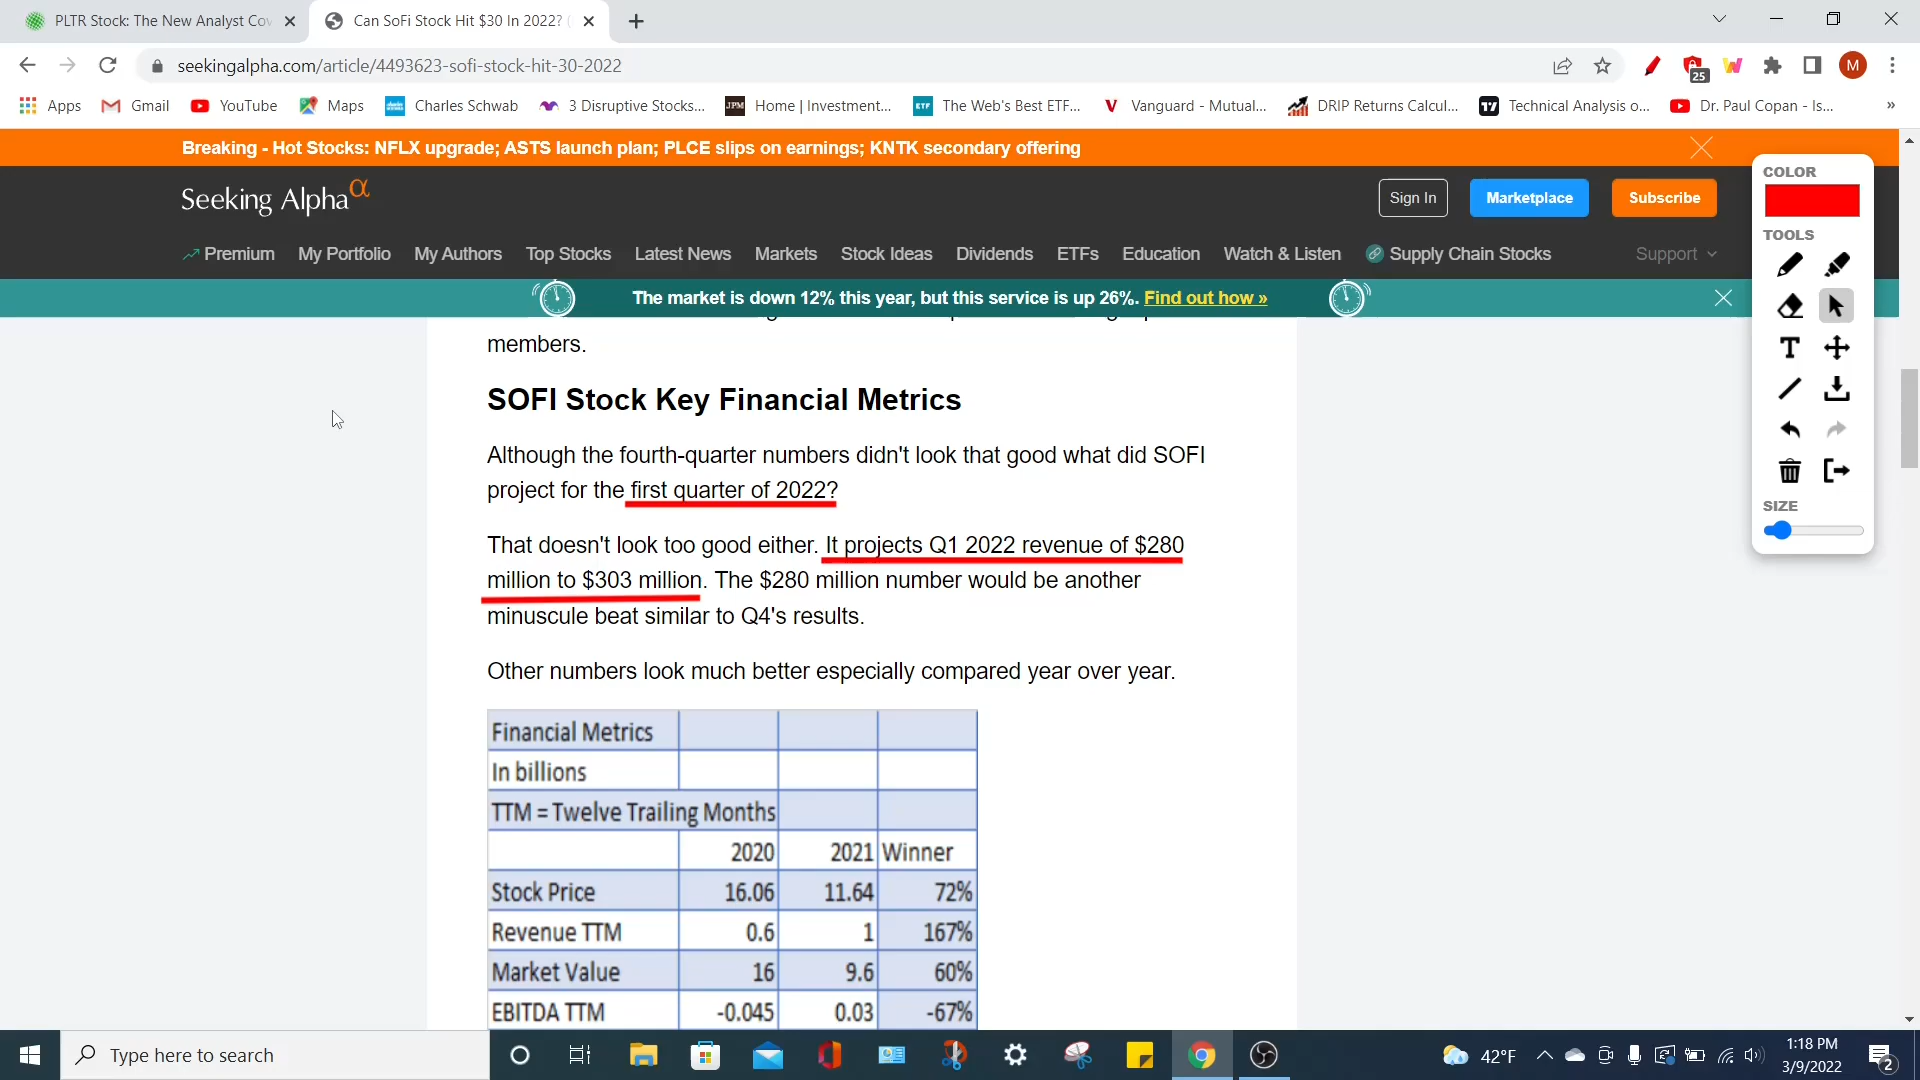 PLTR Stock: The New Analyst Cov
Can SoFi Stock Hit $30 In 2022?
seekingalpha.com/article/4493623-sofi-stock-hit-30-2022
25
M
Apps
Gmail
YouTube
Maps
Charles Schwab
3 Disruptive Stocks...
JPM Home | Investment...
ETF The Web's Best ETF...
Vanguard - Mutual...
DRIP Returns Calcul...
Technical Analysis o...
Dr. Paul Copan - Is...
»
Breaking - Hot Stocks: NFLX upgrade; ASTS launch plan; PLCE slips on earnings; KNTK secondary offering
Seeking Alpha α
Sign In
Marketplace
Subscribe
Premium
My Portfolio
My Authors
Top Stocks
Latest News
Markets
Stock Ideas
Dividends
ETFs
Education
Watch & Listen
Supply Chain Stocks
Support
The market is down 12% this year, but this service is up 26%. Find out how »
COLOR
TOOLS
T
SIZE
members.
SOFI Stock Key Financial Metrics
Although the fourth-quarter numbers didn't look that good what did SOFI
project for the first quarter of 2022?
That doesn't look too good either. It projects Q1 2022 revenue of $280
million to $303 million. The $280 million number would be another
minuscule beat similar to Q4's results.
Other numbers look much better especially compared year over year.
Financial Metrics
In billions
TTM = Twelve Trailing Months
2020 2021 Winner
Stock Price 16.06 11.64 72%
Revenue TTM 0.6 1 167%
Market Value 16 9.6 60%
EBITDA TTM -0.045 0.03 -67%
Type here to search
42°F
1:18 PM
3/9/2022
2